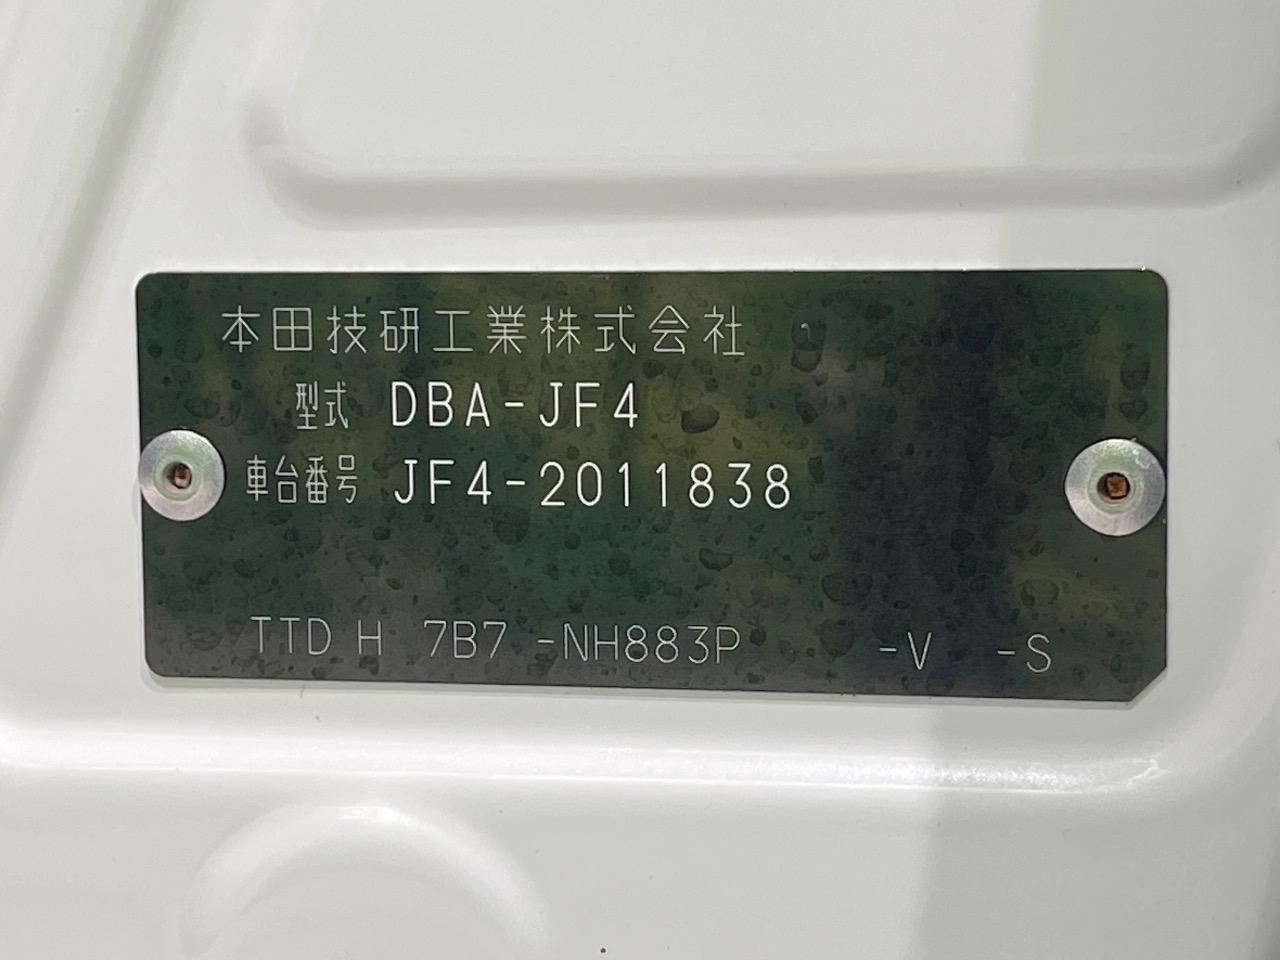 本田技研工業株式会社
型式 DBA-JF4
車台番号 JF4-2011838
TTD H 7B7 -NH883P -V -S